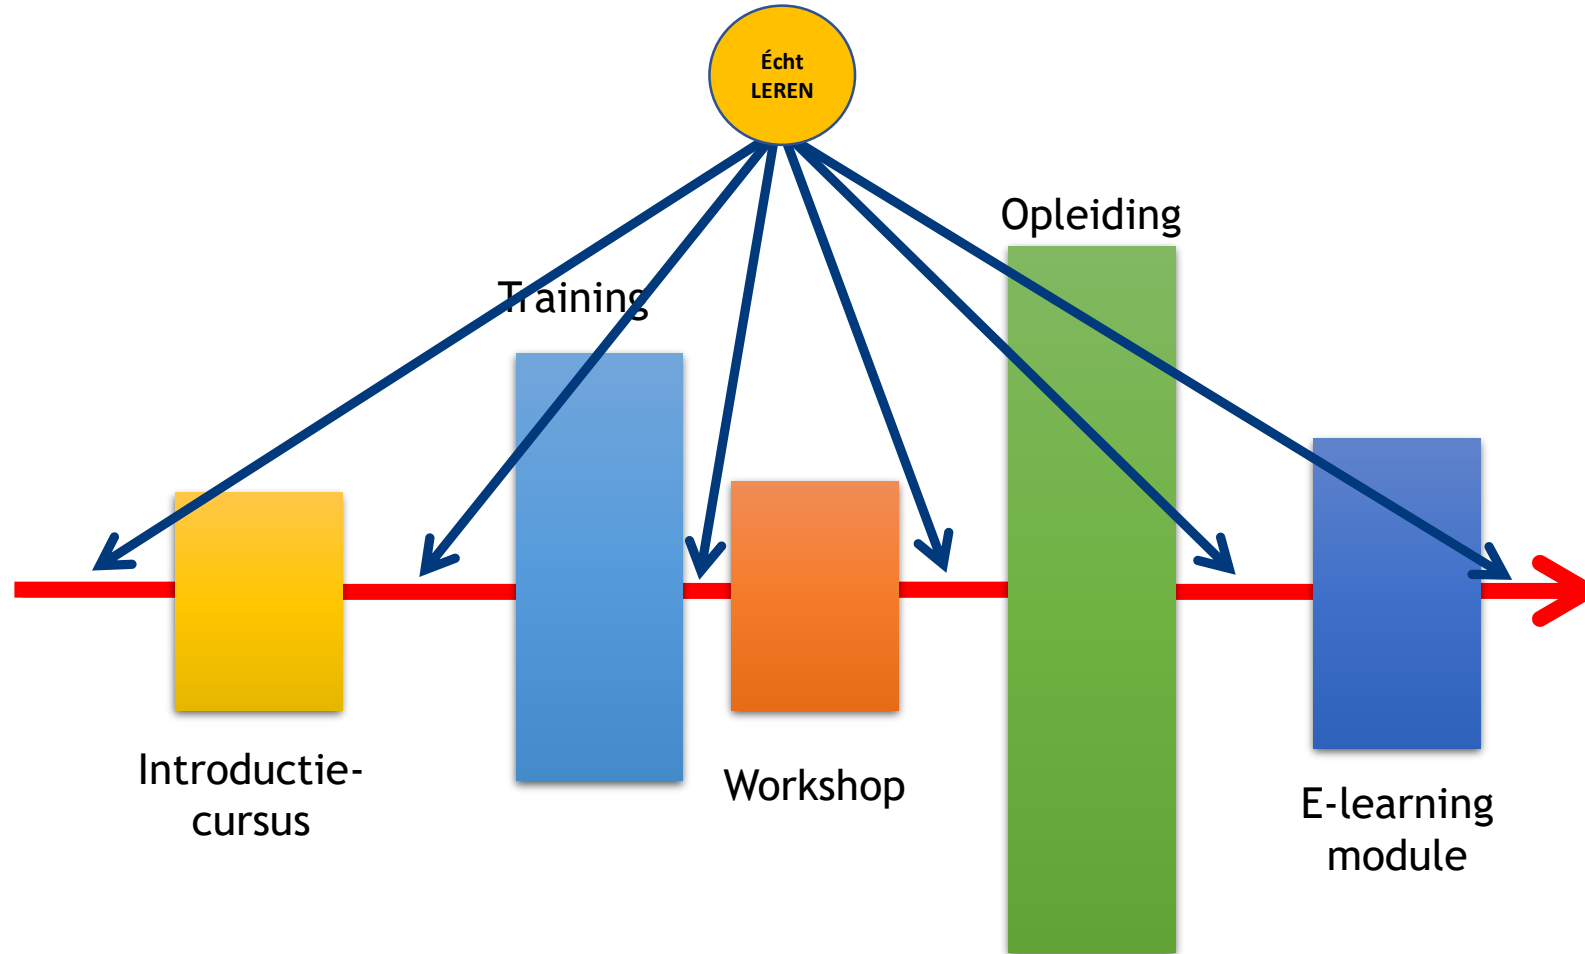 Écht
LEREN
Opleiding
Training
Introductie-
cursus
Workshop
E-learning
module